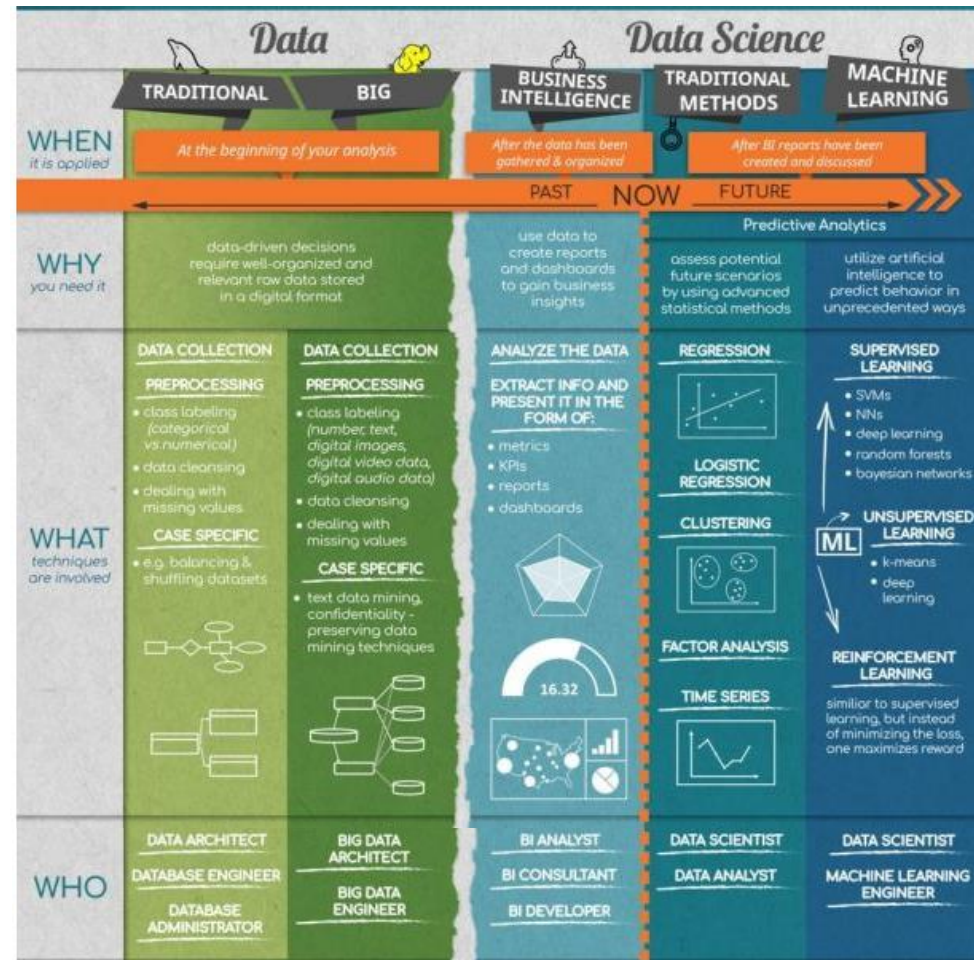 Data
Data Science
TRADITIONAL
BIG
BUSINESS
INTELLIGENCE
TRADITIONAL
METHODS
MACHINE
LEARNING
WHEN
it is applied
At the beginning of your analysis
After the data has been
gathered & organized
After BI reports have been
created and discussed
PAST
NOW
FUTURE
WHY
you need it
data-driven decisions
require well-organized and
relevant raw data stored
in a digital format
use data to
create reports
and dashboards
to gain business
insights
Predictive Analytics
assess potential
future scenarios
by using advanced
statistical methods
utilize artificial
intelligence to
predict behavior in
unprecedented ways
WHAT
techniques
are involved
DATA COLLECTION
PREPROCESSING
• class labeling
(categorical
vs numerical)
• data cleansing
• dealing with
missing values
CASE SPECIFIC
• e.g. balancing &
shuffling datasets
DATA COLLECTION
PREPROCESSING
• class labeling
(number, text,
digital images,
digital video data,
digital audio data)
• data cleansing
• dealing with
missing values
CASE SPECIFIC
• text data mining,
confidentiality -
preserving data
mining techniques
ANALYZE THE DATA
EXTRACT INFO AND
PRESENT IT IN THE
FORM OF:
• metrics
• KPIs
• reports
• dashboards
16.32
REGRESSION
LOGISTIC
REGRESSION
CLUSTERING
FACTOR ANALYSIS
TIME SERIES
SUPERVISED
LEARNING
• SVMs
• NNs
• deep learning
• random forests
• bayesian networks
ML
UNSUPERVISED
LEARNING
• k-means
• deep
learning
REINFORCEMENT
LEARNING
similiar to supervised
learning, but instead
of minimizing the loss,
one maximizes reward
WHO
DATA ARCHITECT
DATABASE ENGINEER
DATABASE
ADMINISTRATOR
BIG DATA
ARCHITECT
BIG DATA
ENGINEER
BI ANALYST
BI CONSULTANT
BI DEVELOPER
DATA SCIENTIST
DATA ANALYST
DATA SCIENTIST
MACHINE LEARNING
ENGINEER